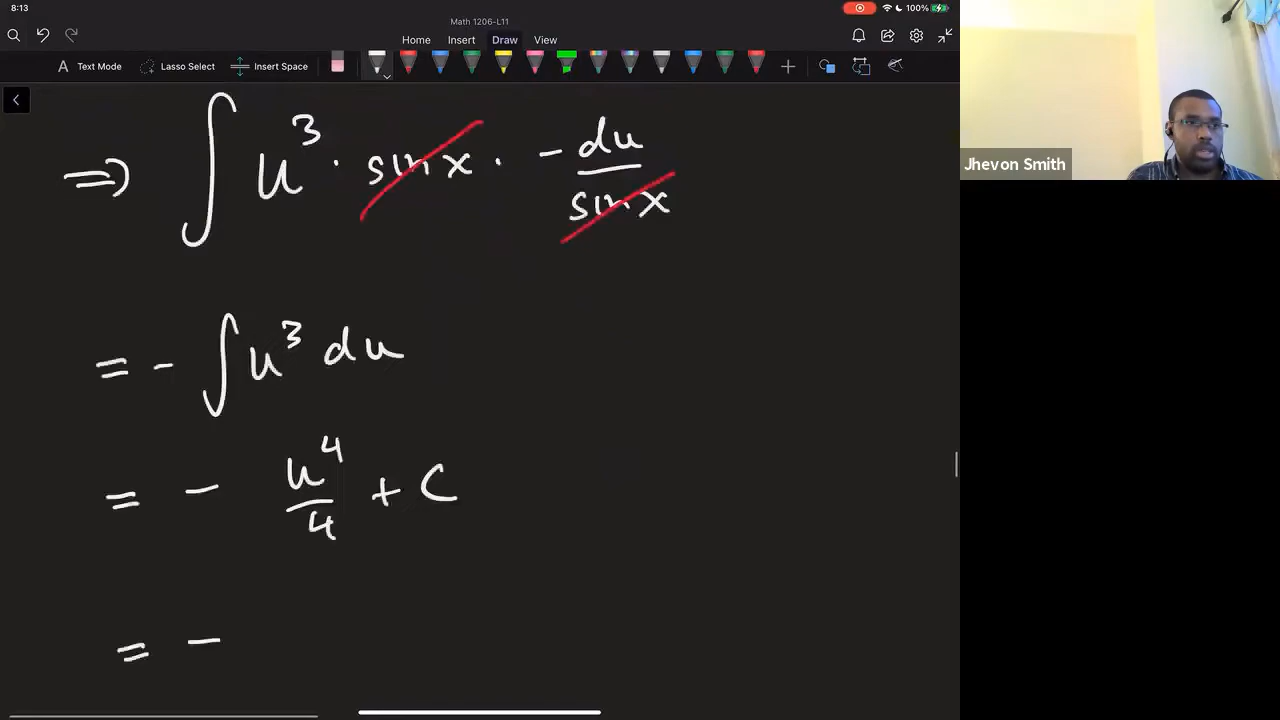 8:13
100%
Math 1206-L11
Home Insert Draw View
Text Mode Lasso Select Insert Space
⇒ ∫ u³ · sin x · - du/sin x
= - ∫ u³ du
= - u⁴/4 + C
= -
Jhevon Smith